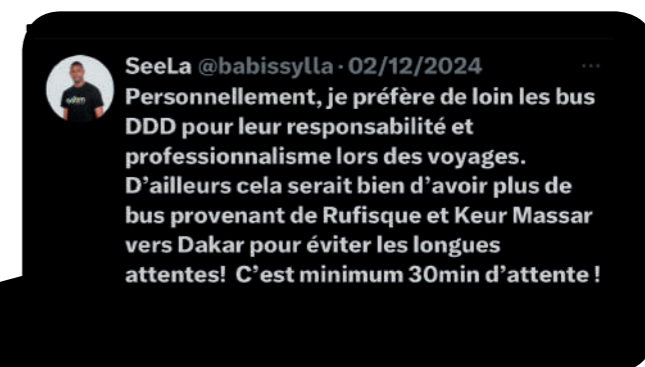 SeeLa @babissylla · 02/12/2024 ...
Personnellement, je préfère de loin les bus
DDD pour leur responsabilité et
professionnalisme lors des voyages.
D’ailleurs cela serait bien d’avoir plus de
bus provenant de Rufisque et Keur Massar
vers Dakar pour éviter les longues
attentes! C’est minimum 30min d’attente !